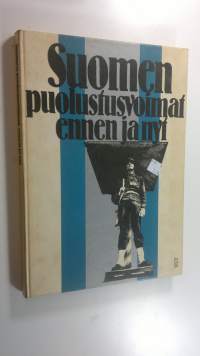 Suomen
puolustusvoimat
ennen ja nyt